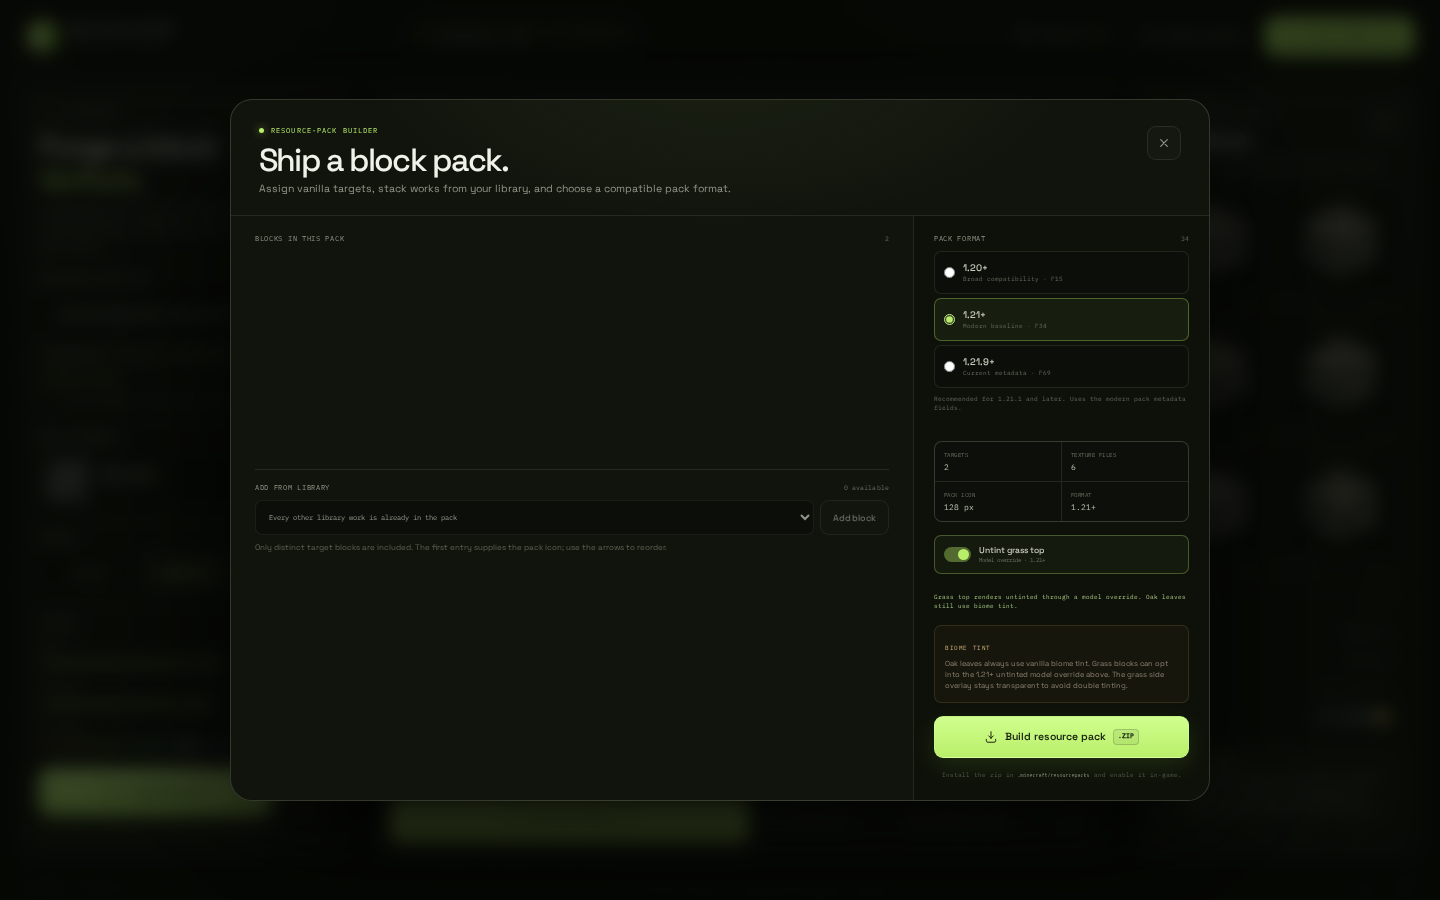 RESOURCE-PACK BUILDER
Ship a block pack.
Assign vanilla targets, stack works from your library, and choose a compatible pack format.
BLOCKS IN THIS PACK
2
ADD FROM LIBRARY
0 available
Every other library work is already in the pack
Add block
Only distinct target blocks are included. The first entry supplies the pack icon; use the arrows to reorder.
PACK FORMAT
34
1.20+
Broad compatibility · F15
1.21+
Modern baseline · F34
1.21.9+
Current metadata · F69
Recommended for 1.21.1 and later. Uses the modern pack metadata
fields.
TARGETS
2
TEXTURE FILES
6
PACK ICON
128 px
FORMAT
1.21+
Untint grass top
Model override · 1.21+
Grass top renders untinted through a model override. Oak leaves
still use biome tint.
BIOME TINT
Oak leaves always use vanilla biome tint. Grass blocks can opt
into the 1.21+ untinted model override above. The grass side
overlay stays transparent to avoid double tinting.
Build resource pack .ZIP
Install the zip in .minecraft/resourcepacks and enable it in-game.